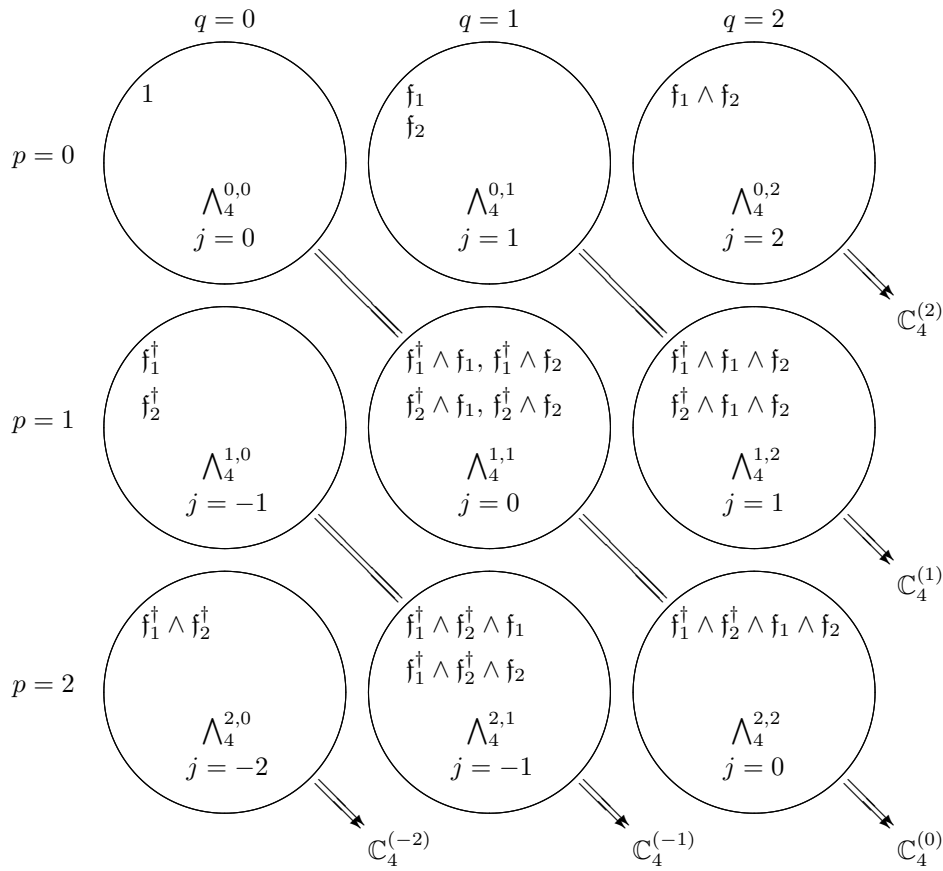 q = 0 q = 1 q = 2
p = 0
1
⋀₄^{0,0}
j = 0
𝔣₁
𝔣₂
⋀₄^{0,1}
j = 1
𝔣₁ ∧ 𝔣₂
⋀₄^{0,2}
j = 2
ℂ₄^{(2)}
p = 1
𝔣₁^†
𝔣₂^†
⋀₄^{1,0}
j = −1
𝔣₁^† ∧ 𝔣₁, 𝔣₁^† ∧ 𝔣₂
𝔣₂^† ∧ 𝔣₁, 𝔣₂^† ∧ 𝔣₂
⋀₄^{1,1}
j = 0
𝔣₁^† ∧ 𝔣₁ ∧ 𝔣₂
𝔣₂^† ∧ 𝔣₁ ∧ 𝔣₂
⋀₄^{1,2}
j = 1
ℂ₄^{(1)}
p = 2
𝔣₁^† ∧ 𝔣₂^†
⋀₄^{2,0}
j = −2
𝔣₁^† ∧ 𝔣₂^† ∧ 𝔣₁
𝔣₁^† ∧ 𝔣₂^† ∧ 𝔣₂
⋀₄^{2,1}
j = −1
𝔣₁^† ∧ 𝔣₂^† ∧ 𝔣₁ ∧ 𝔣₂
⋀₄^{2,2}
j = 0
ℂ₄^{(−2)} ℂ₄^{(−1)} ℂ₄^{(0)}